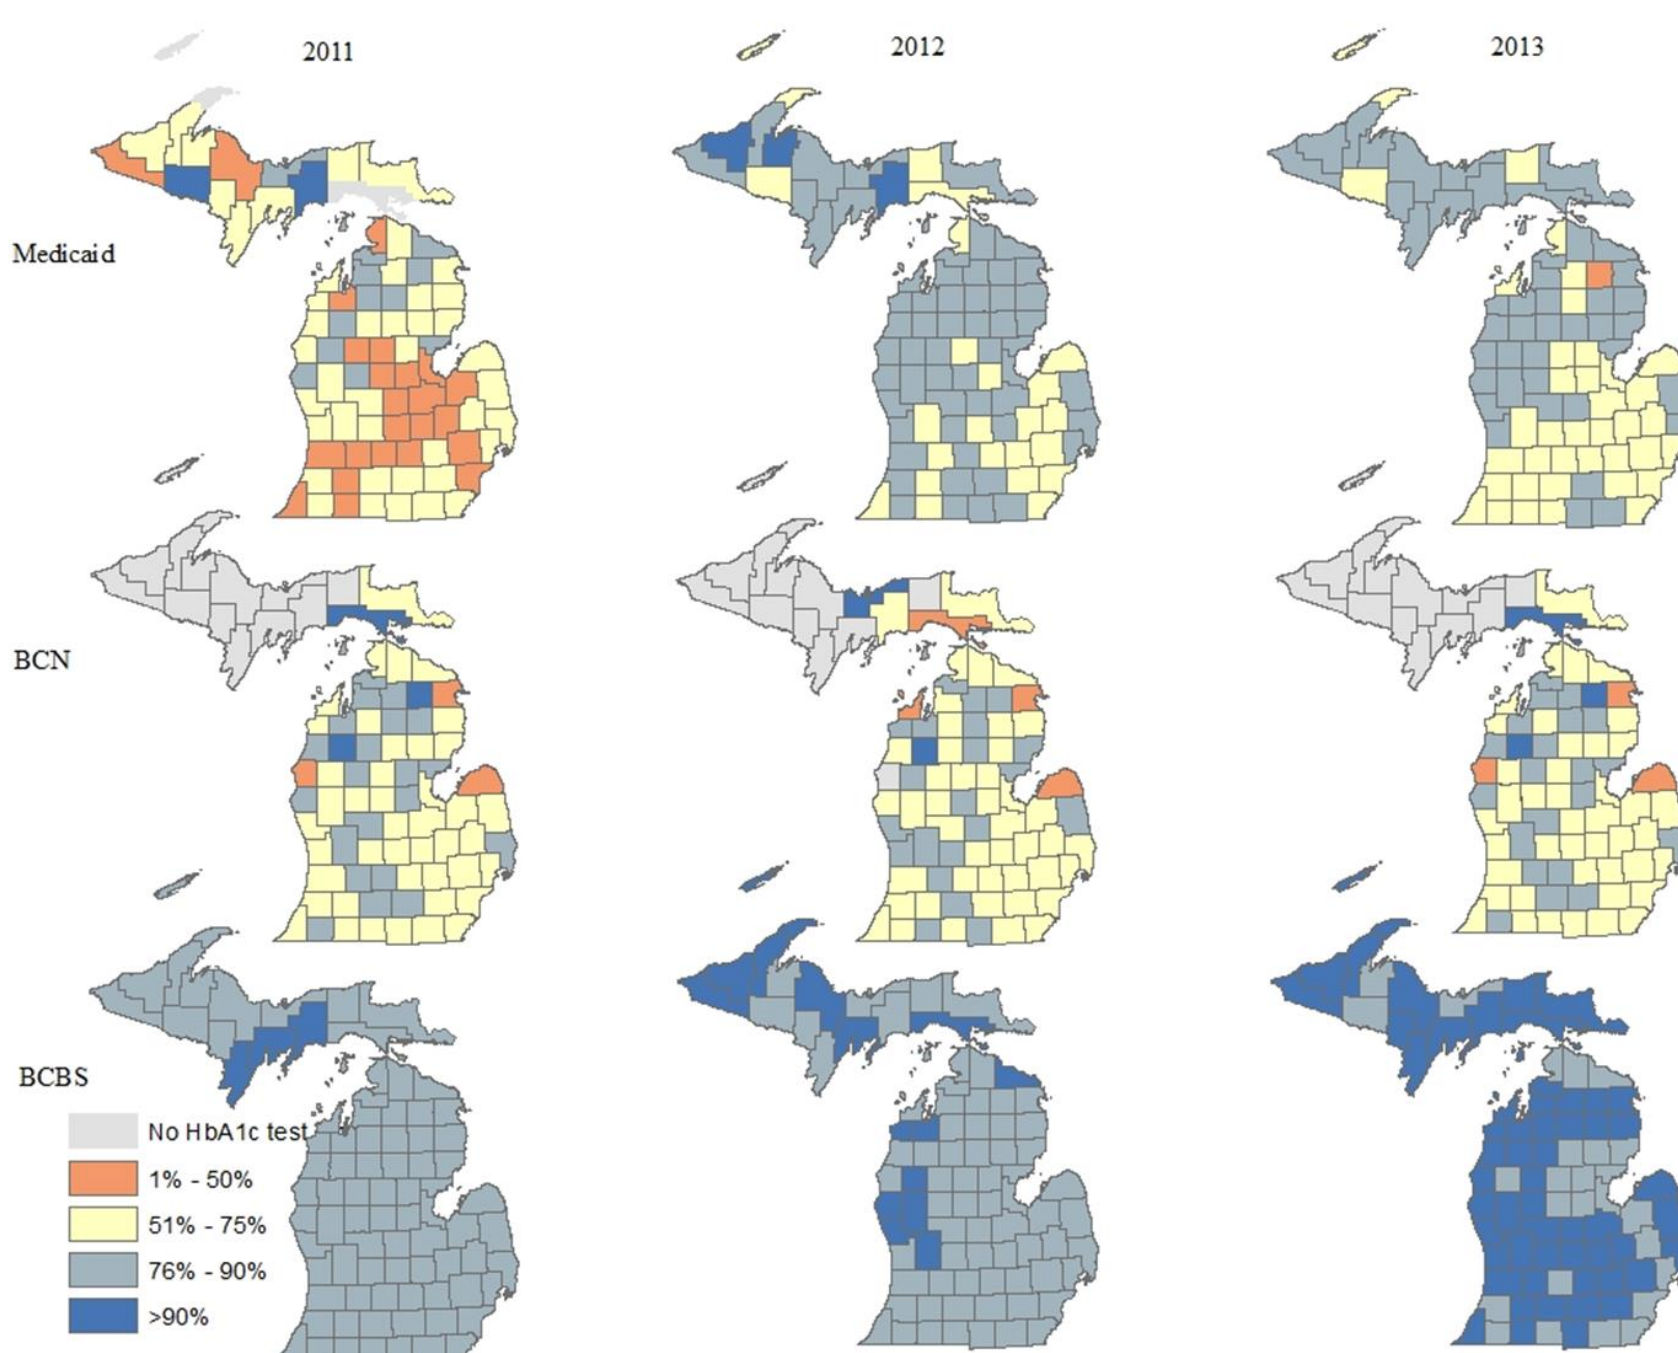 2011
2012
2013
Medicaid
BCN
BCBS
No HbA1c test
1% - 50%
51% - 75%
76% - 90%
>90%